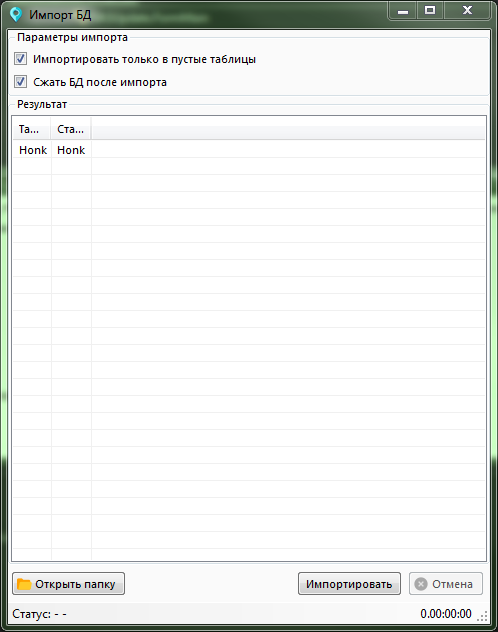 Импорт БД
Параметры импорта
Импортировать только в пустые таблицы
Сжать БД после импорта
Результат
Та... Ста...
Honk Honk
Открыть папку Импортировать Отмена
Статус: - - 0.00:00:00